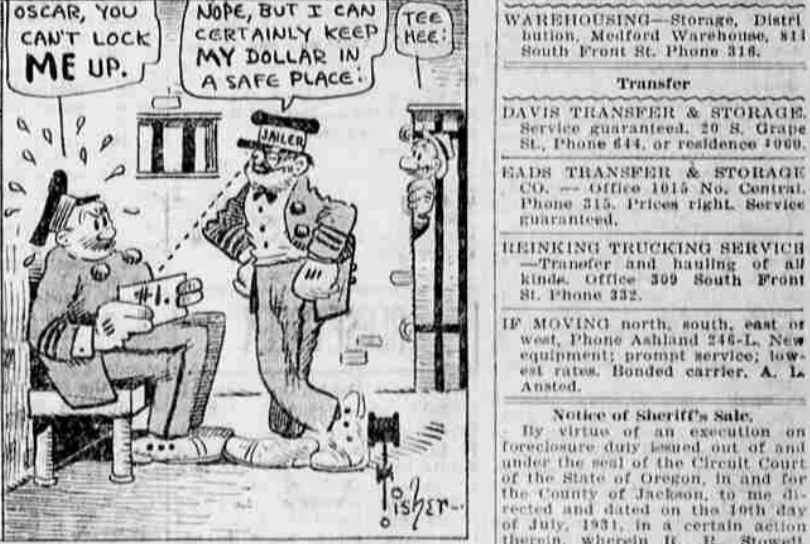 OSCAR, YOU
CAN'T LOCK
ME UP.
NOPE, BUT I CAN
CERTAINLY KEEP
MY DOLLAR IN
A SAFE PLACE:
TEE
HEE:
JAILER
#1.
isher
WAREHOUSING—Storage, Distri
bution, Medford Warehouse, 811
South Front St. Phone 316.
Transfer
DAVIS TRANSFER & STORAGE.
Service guaranteed. 20 S. Grape
St., Phone 644, or residence 1060.
EADS TRANSFER & STORAGE
CO. — Office 1015 No. Central.
Phone 315. Prices right. Service
guaranteed.
REINKING TRUCKING SERVICE
—Transfer and hauling of all
kinds. Office 309 South Front
St. Phone 332.
IF MOVING north, south, east or
west, Phone Ashland 246-L. New
equipment; prompt service; low-
est rates. Bonded carrier. A. L.
Ansted.
Notice of Sheriff's Sale.
By virtue of an execution on
foreclosure duly issued out of and
under the seal of the Circuit Court
of the State of Oregon, in and for
the County of Jackson, to me di
rected and dated on the 10th day
of July, 1931, in a certain action
therein, wherein R. R. Stowell